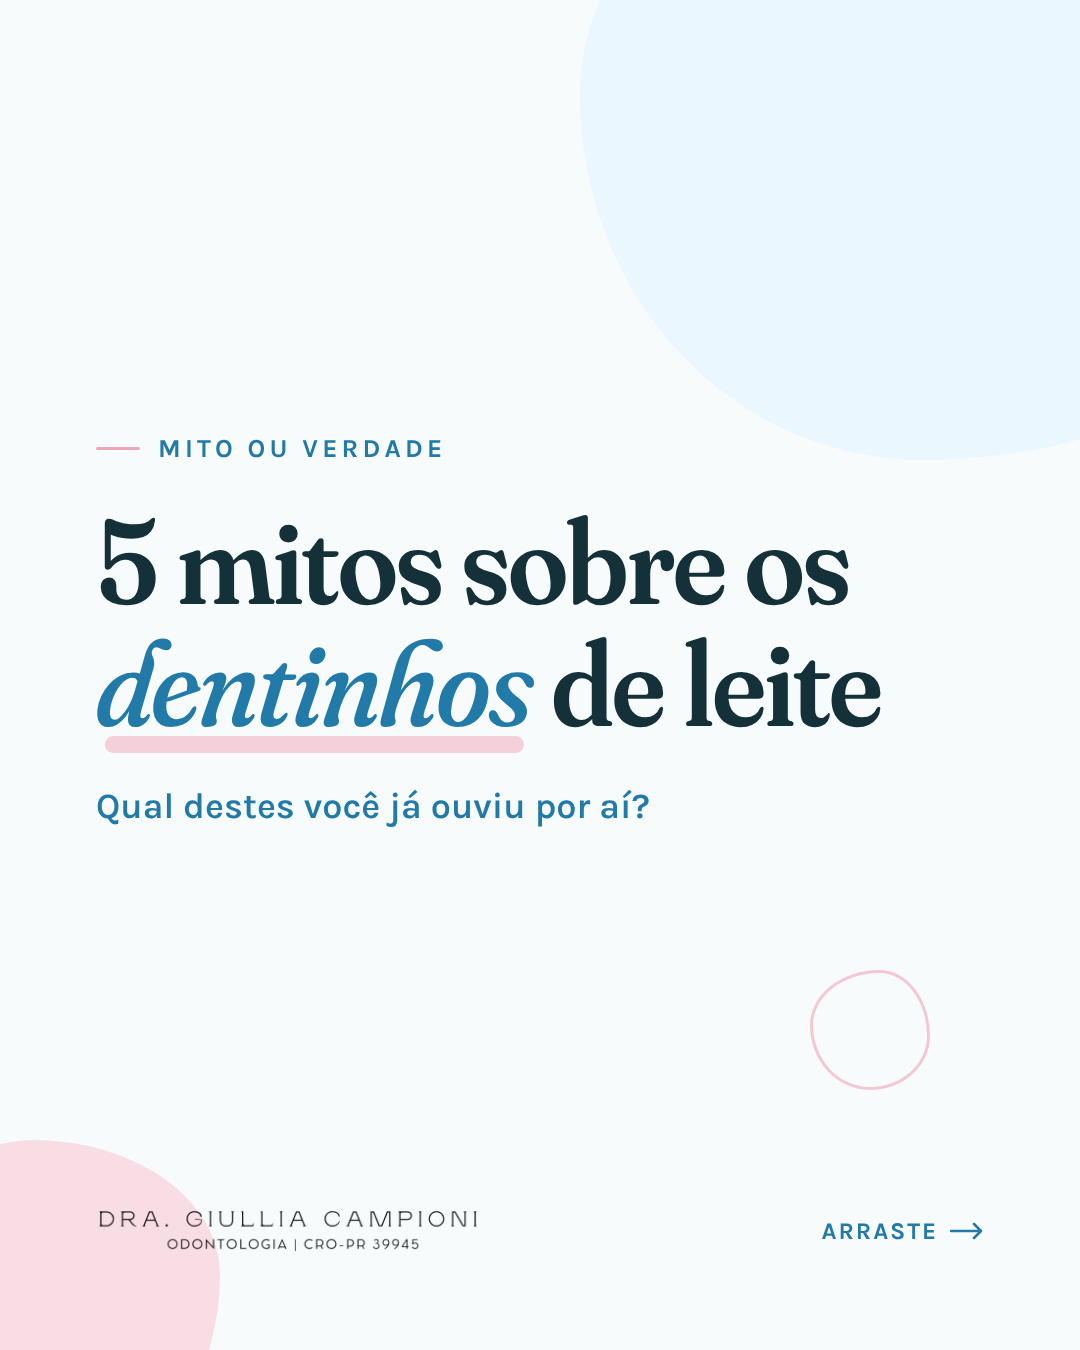 MITO OU VERDADE
5 mitos sobre os
dentinhos de leite
Qual destes você já ouviu por aí?
DRA. GIULLIA CAMPIONI
ODONTOLOGIA | CRO-PR 39945
ARRASTE →